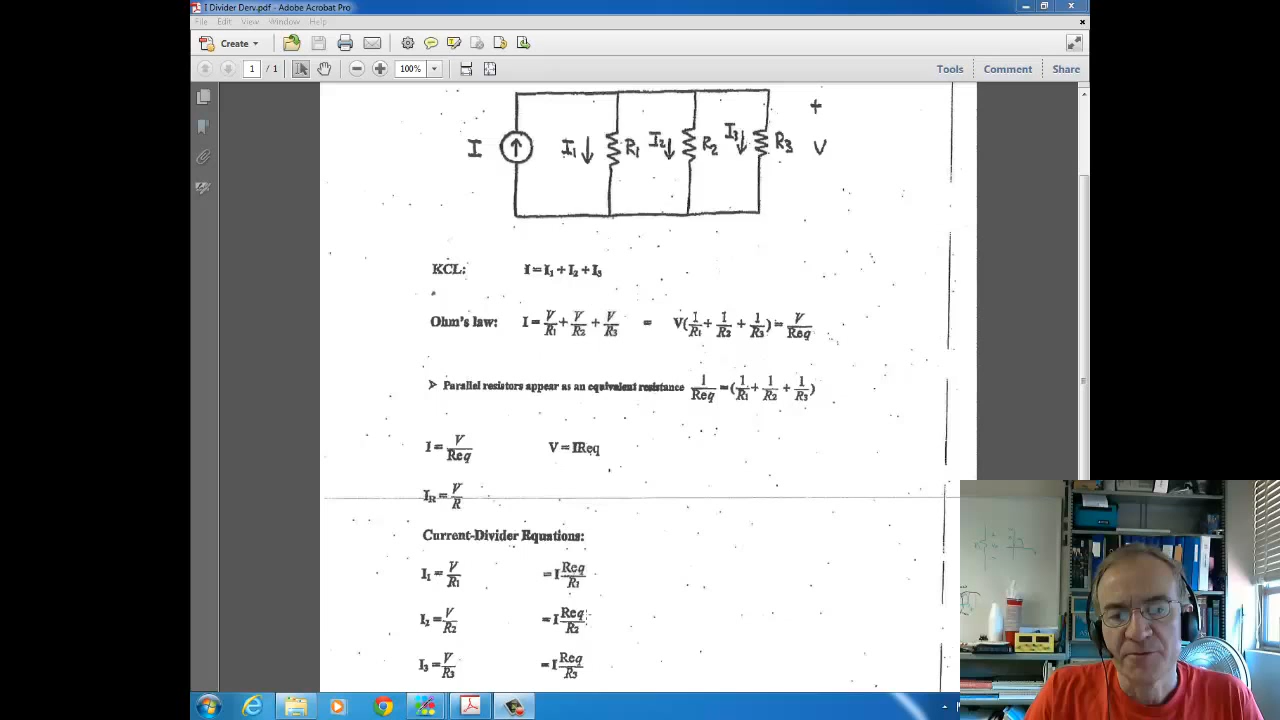 I Divider Derv.pdf - Adobe Acrobat Pro
File Edit View Window Help
Create
1 / 1 100% Tools Comment Share
I I₁ ↓ R₁ I₂ ↓ R₂ I₃ ↓ R₃ + V
KCL: I = I₁ + I₂ + I₃
Ohm's law: I = V/R1 + V/R2 + V/R3 = V(1/R1 + 1/R2 + 1/R3) = V/Req
➤ Parallel resistors appear as an equivalent resistance 1/Req = (1/R1 + 1/R2 + 1/R3)
I = V/Req V = IReq
I_R = V/R
Current-Divider Equations:
I₁ = V/R1 = I Req/R1
I₂ = V/R2 = I Req/R2
I₃ = V/R3 = I Req/R3